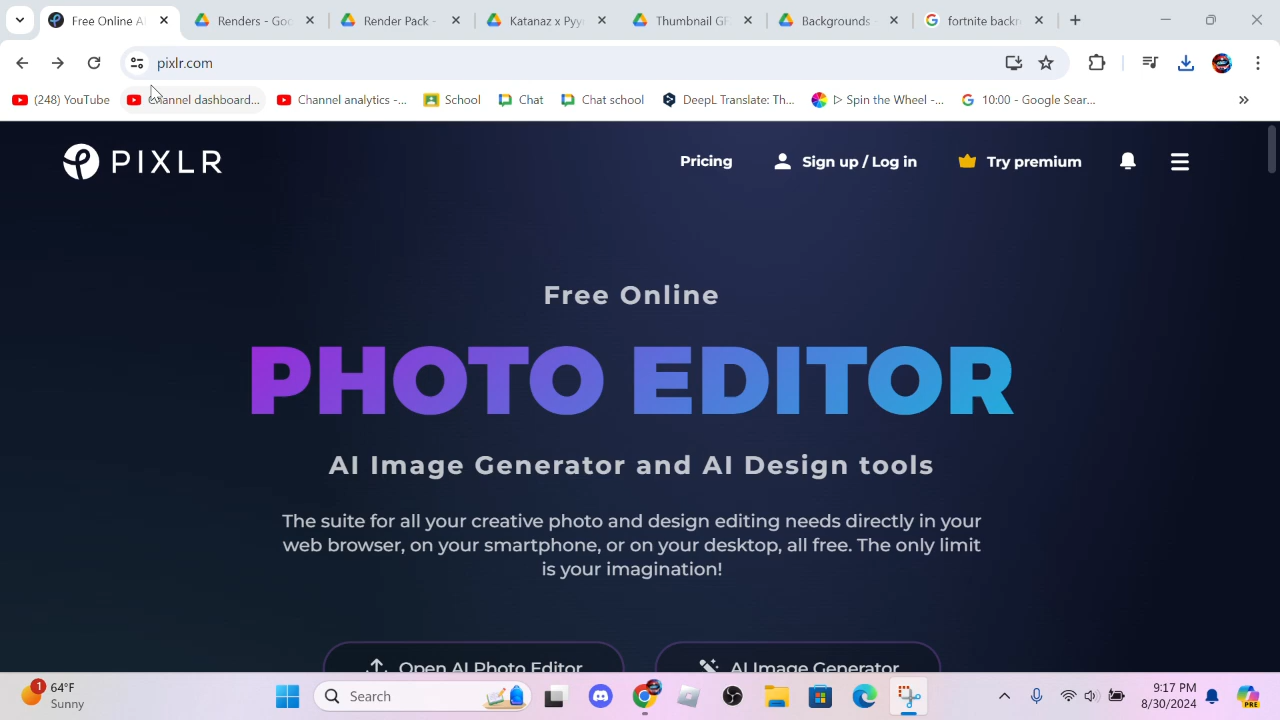 Free Online AI
Renders - Goo
Render Pack -
Katanaz x Pyy
Thumbnail GF
Backgrounds -
fortnite backr
pixlr.com
(248) YouTube
Channel dashboard...
Channel analytics -...
School
Chat
Chat school
DeepL Translate: Th...
▷ Spin the Wheel -...
10:00 - Google Sear...
PIXLR
Pricing
Sign up / Log in
Try premium
Free Online
PHOTO EDITOR
AI Image Generator and AI Design tools
The suite for all your creative photo and design editing needs directly in your
web browser, on your smartphone, or on your desktop, all free. The only limit
is your imagination!
Open AI Photo Editor
AI Image Generator
1
64°F
Sunny
Search
PRE
9:17 PM
8/30/2024